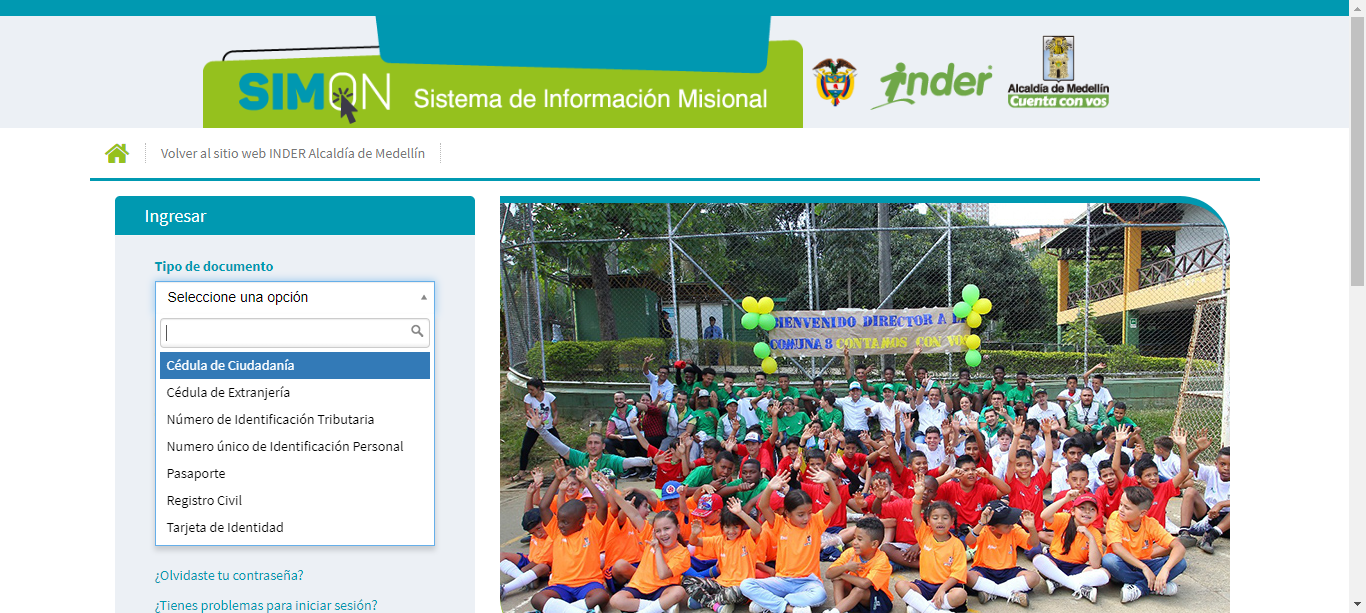 SIMON Sistema de Información Misional
inder
Alcaldía de Medellín
Cuenta con vos
Volver al sitio web INDER Alcaldía de Medellín
Ingresar
Tipo de documento
Seleccione una opción
Cédula de Ciudadanía
Cédula de Extranjería
Número de Identificación Tributaria
Numero único de Identificación Personal
Pasaporte
Registro Civil
Tarjeta de Identidad
¿Olvidaste tu contraseña?
¿Tienes problemas para iniciar sesión?
BIENVENIDO DIRECTOR A L
COMUNA 8 CONTAMOS CON VOS